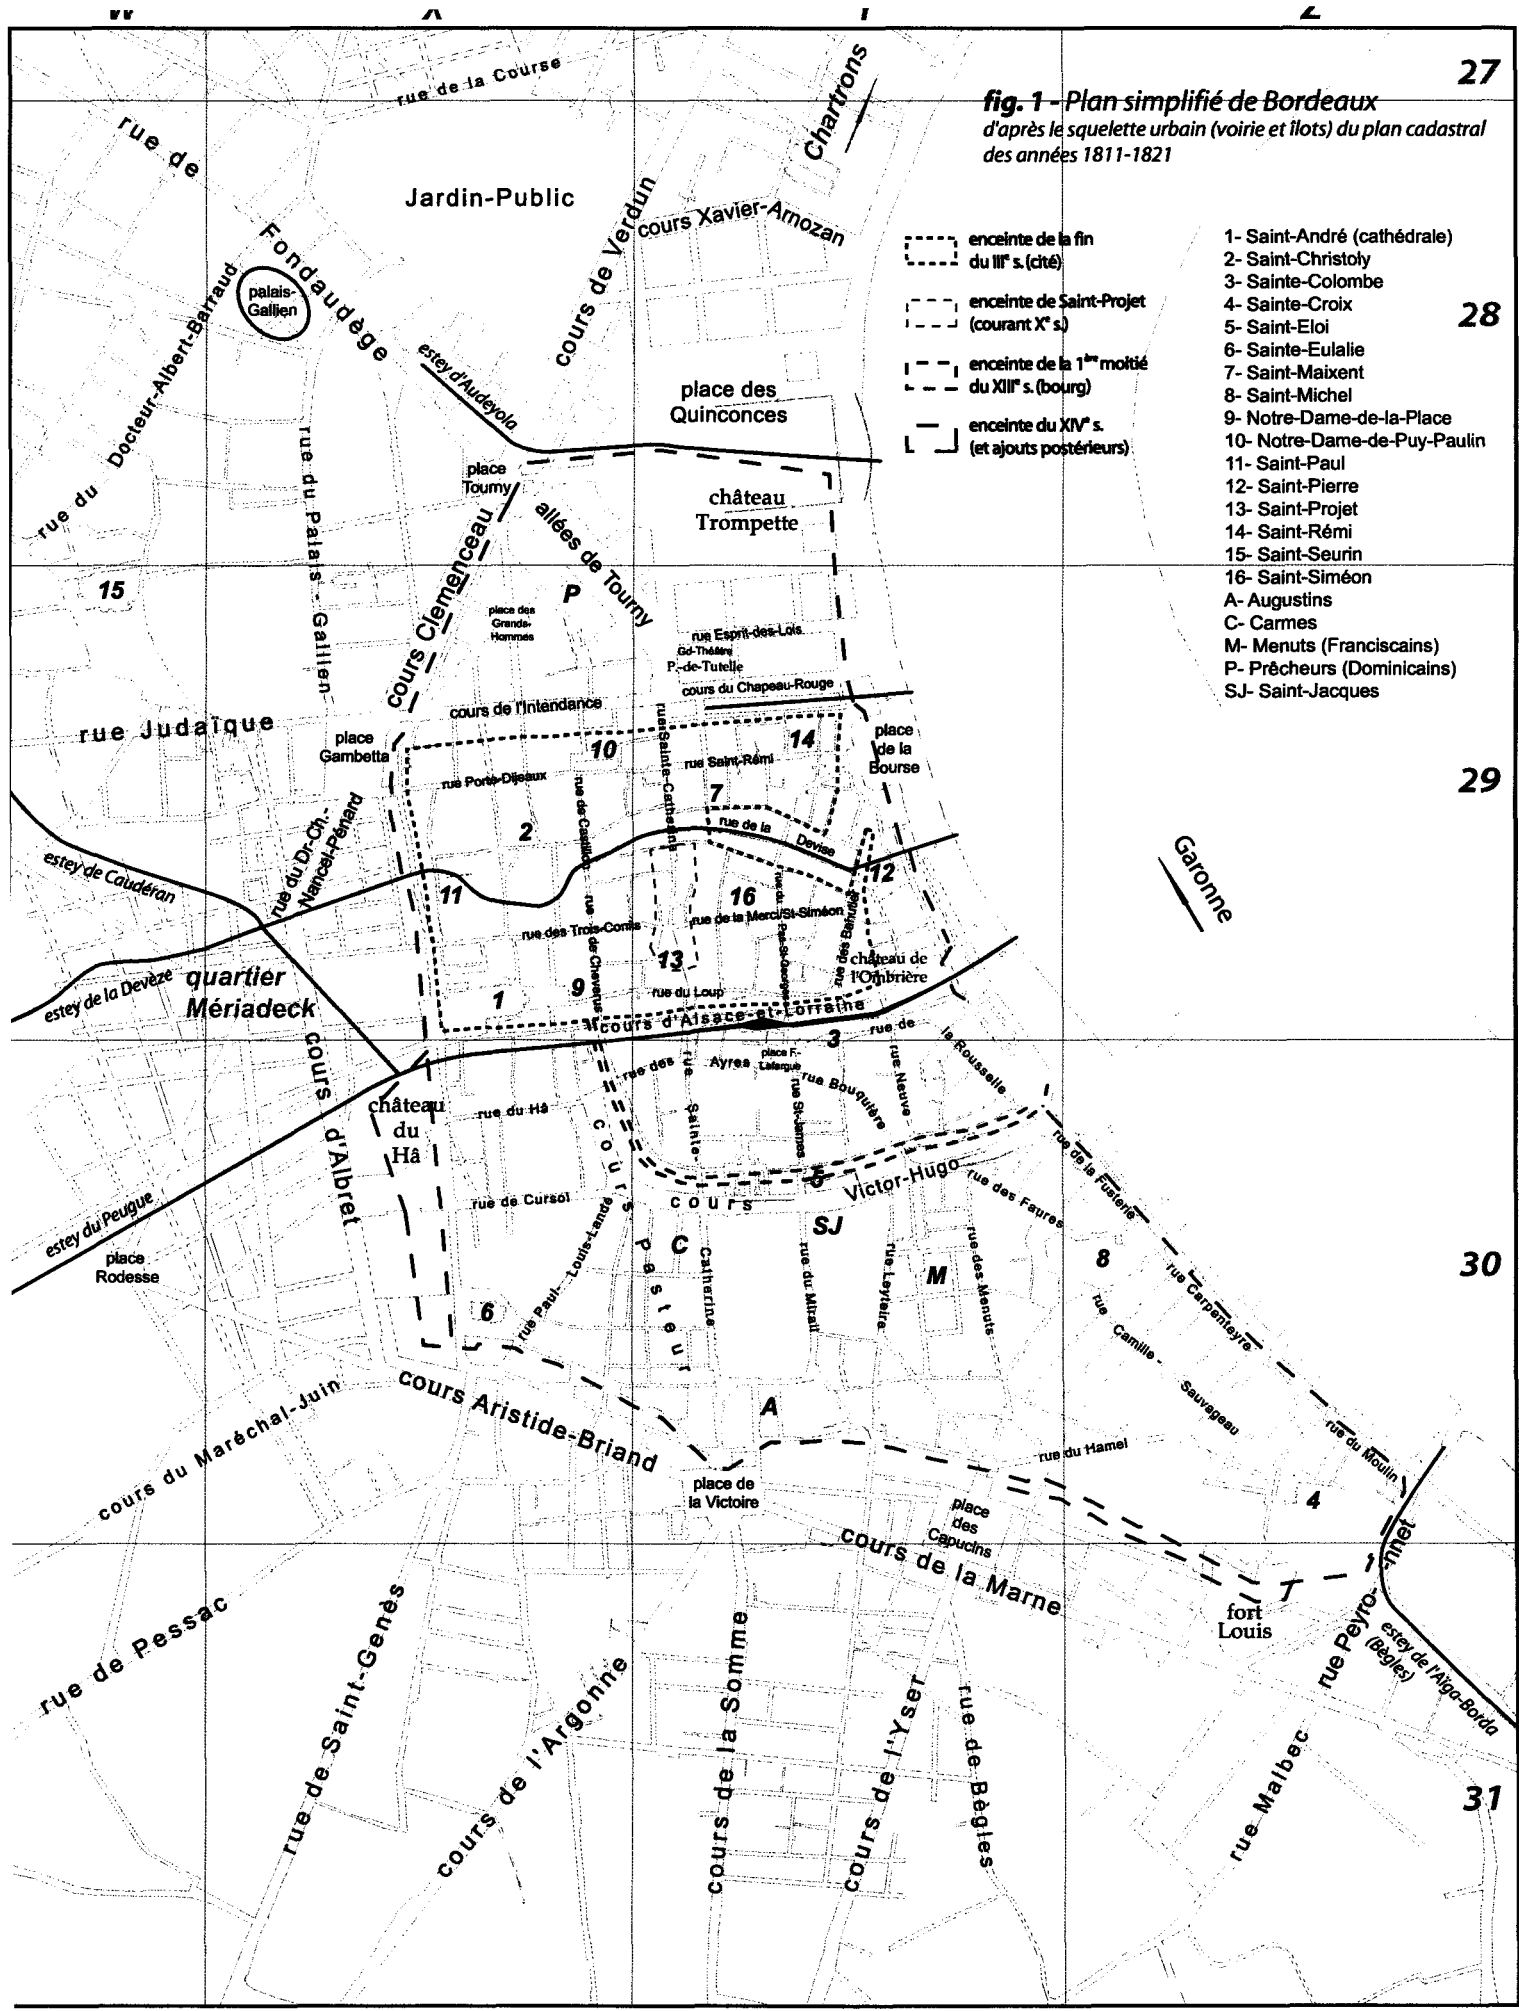 27
fig. 1 - Plan simplifié de Bordeaux
d'après le squelette urbain (voirie et îlots) du plan cadastral
des années 1811-1821
enceinte de la fin
du IIIe s. (cité)
enceinte de Saint-Projet
(courant Xe s.)
enceinte de la 1ère moitié
du XIIIe s. (bourg)
enceinte du XIVe s.
(et ajouts postérieurs)
1- Saint-André (cathédrale)
2- Saint-Christoly
3- Sainte-Colombe
4- Sainte-Croix
5- Saint-Eloi
6- Sainte-Eulalie
7- Saint-Maixent
8- Saint-Michel
9- Notre-Dame-de-la-Place
10- Notre-Dame-de-Puy-Paulin
11- Saint-Paul
12- Saint-Pierre
13- Saint-Projet
14- Saint-Rémi
15- Saint-Seurin
16- Saint-Siméon
A- Augustins
C- Carmes
M- Menuts (Franciscains)
P- Prêcheurs (Dominicains)
SJ- Saint-Jacques
28
29
30
31
rue de la Course
Chartrons
rue de
Fondaudège
Jardin-Public
cours de Verdun
cours Xavier-Arnozan
palais-
Gallien
rue du Docteur-Albert-Barraud
estey d'Audeyola
place des
Quinconces
rue du Palais-Gallien
place
Tourny
château
Trompette
allées de Tourny
cours Clemenceau
15
P
place des
Grands-
Hommes
rue Esprit-des-Lois
Gd-Théâtre
P.-de-Tutelle
cours du Chapeau-Rouge
cours de l'Intendance
rue Judaïque
place
Gambetta
10
14
place
de la
Bourse
rue Sainte-Catherine
rue Saint-Rémi
rue Porte-Dijeaux
7
rue de la
Devise
2
rue du Dr-Ch.-
Nancel-Pénard
estey de Caudéran
Garonne
12
11
16
rue de la Merci/St-Siméon
rue des Trois-Conils
rue de Cheverus
13
château de
l'Ombrière
estey de la Devèze
quartier
Mériadeck
9
1
rue du Loup
cours d'Alsace-et-Lorraine
3
rue de
la Rousselle
rue des
Ayres
place F.-
Lafargue
rue Bouquière
rue Neuve
rue St-James
rue
Sainte-
Catherine
cours
d'Albret
château
du
Hâ
rue du Hâ
cours
Pasteur
5
cours
Victor-Hugo
rue de la Fusterie
rue des Faures
rue de Cursol
estey du Peugue
place
Rodesse
rue Paul-Louis-Lande
C
SJ
rue du Mirail
rue Leyteire
M
rue des Menuts
8
rue Carpenteyre
rue
Camille-
Sauvageau
6
cours Aristide-Briand
cours du Maréchal-Juin
A
rue du Hamel
rue du Moulin
place de
la Victoire
4
place
des
Capucins
cours de la Marne
fort
Louis
rue Peyro-
-nnet
estey de l'Aïga-Borda
(Bègles)
rue de Pessac
rue de Saint-Genès
cours de l'Argonne
cours de la Somme
cours de l'Yser
rue de Bègles
rue Malbec